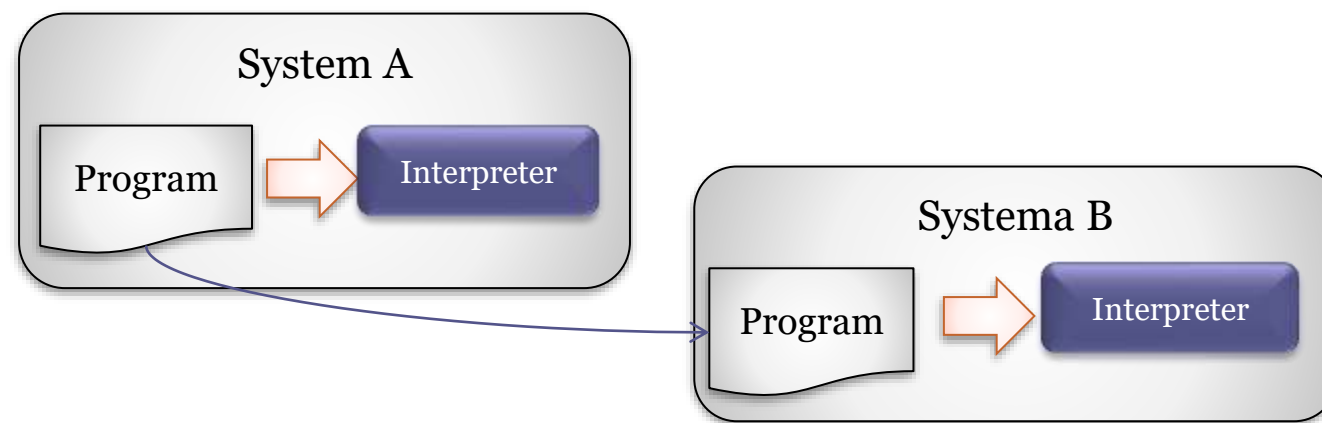 System A
Program
Interpreter
Systema B
Program
Interpreter